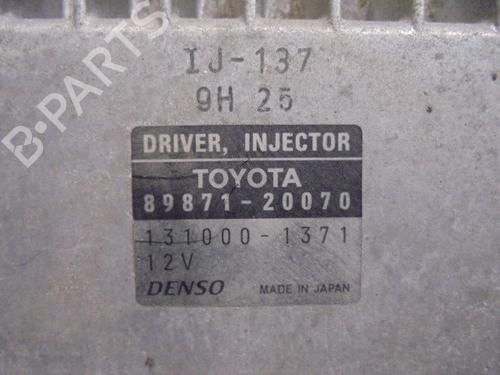 B-PARTS
IJ-137
9H 25
DRIVER, INJECTOR
TOYOTA
89871-20070
131000-1371
12V
DENSO MADE IN JAPAN